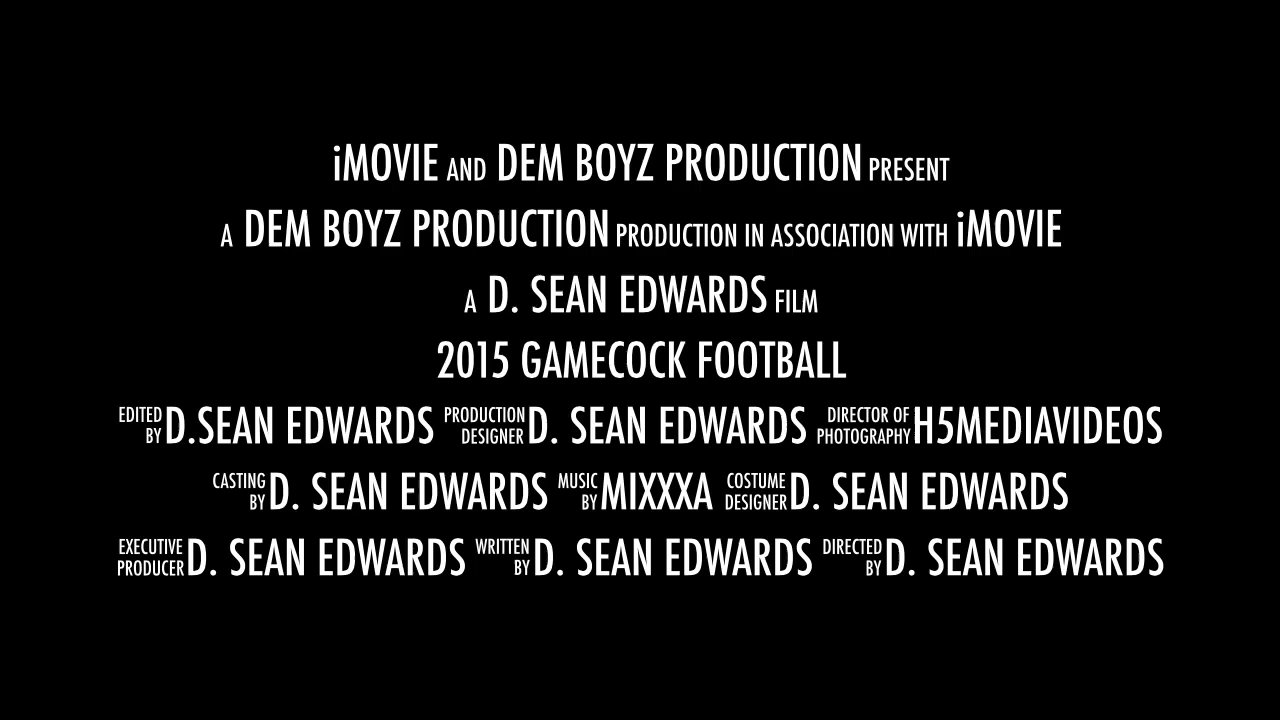 iMOVIE AND DEM BOYZ PRODUCTION PRESENT
A DEM BOYZ PRODUCTION PRODUCTION IN ASSOCIATION WITH iMOVIE
A D. SEAN EDWARDS FILM
2015 GAMECOCK FOOTBALL
EDITED BY D.SEAN EDWARDS PRODUCTION DESIGNER D. SEAN EDWARDS DIRECTOR OF PHOTOGRAPHY H5MEDIAVIDEOS
CASTING BY D. SEAN EDWARDS MUSIC BY MIXXXA COSTUME DESIGNER D. SEAN EDWARDS
EXECUTIVE PRODUCER D. SEAN EDWARDS WRITTEN BY D. SEAN EDWARDS DIRECTED BY D. SEAN EDWARDS